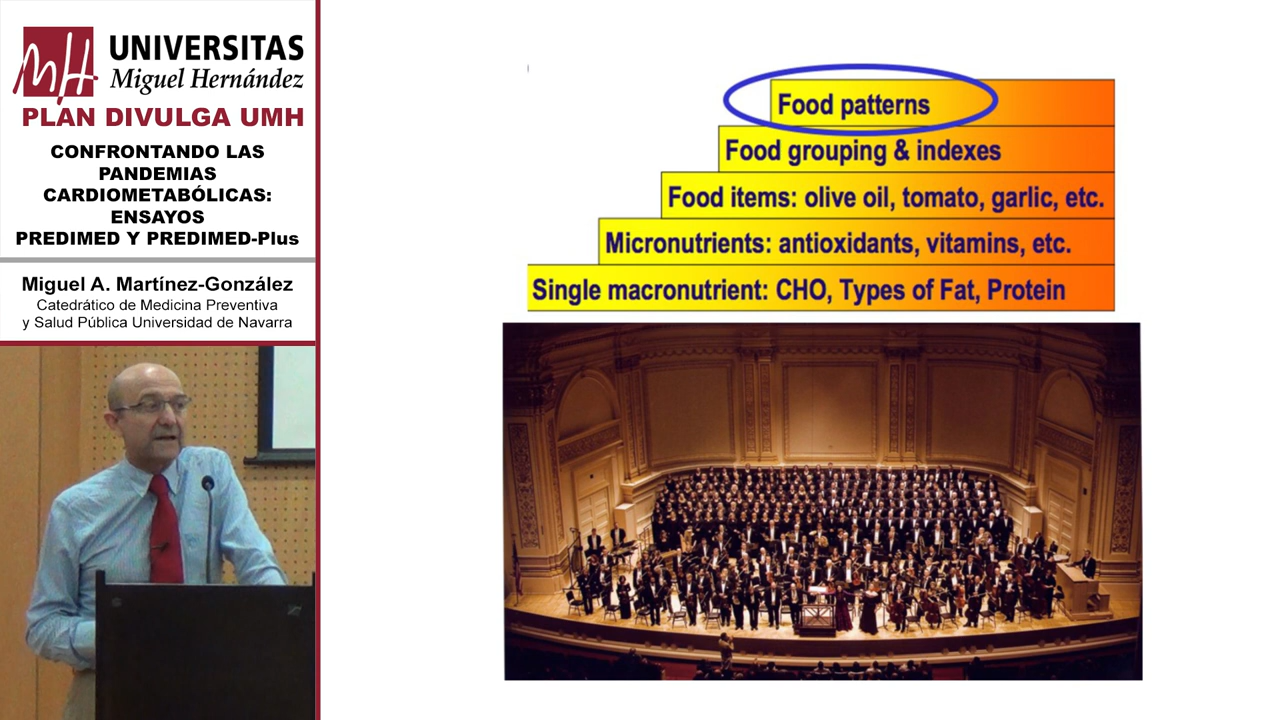 UNIVERSITAS
Miguel Hernández
PLAN DIVULGA UMH
CONFRONTANDO LAS
PANDEMIAS
CARDIOMETABÓLICAS:
ENSAYOS
PREDIMED Y PREDIMED-Plus
Miguel A. Martínez-González
Catedrático de Medicina Preventiva
y Salud Pública Universidad de Navarra
Food patterns
Food grouping & indexes
Food items: olive oil, tomato, garlic, etc.
Micronutrients: antioxidants, vitamins, etc.
Single macronutrient: CHO, Types of Fat, Protein